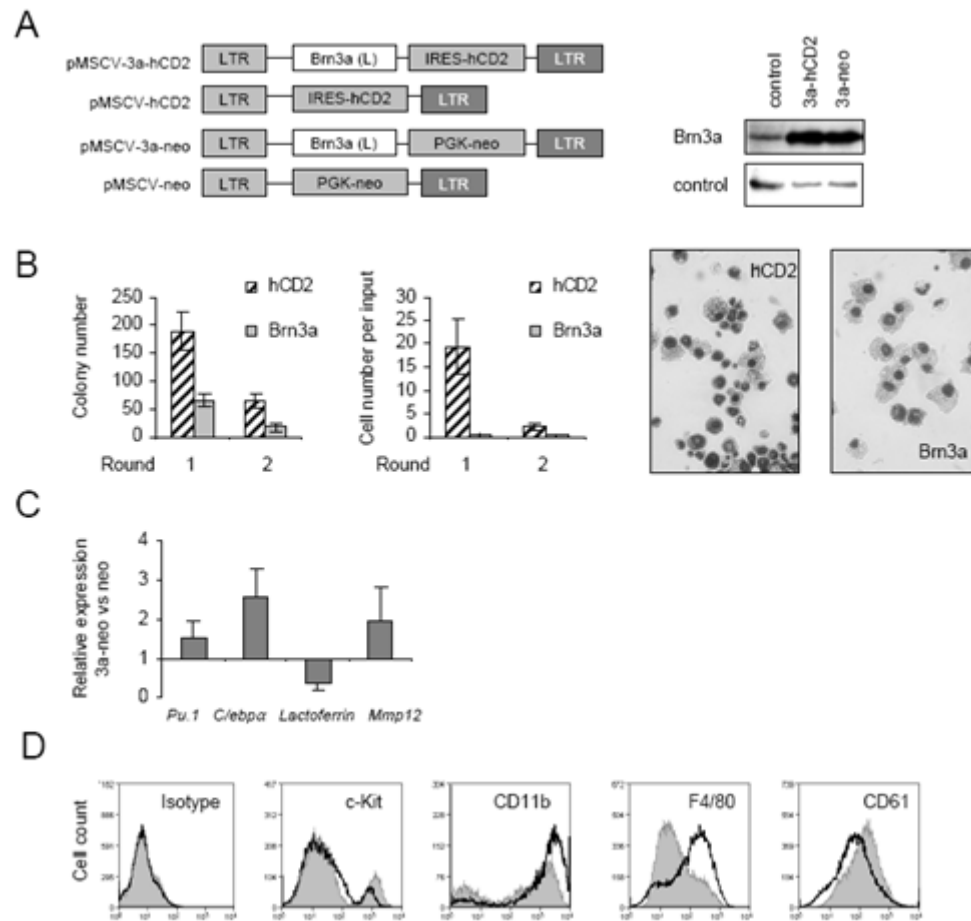 A
pMSCV-3a-hCD2 LTR Brn3a (L) IRES-hCD2 LTR
pMSCV-hCD2 LTR IRES-hCD2 LTR
pMSCV-3a-neo LTR Brn3a (L) PGK-neo LTR
pMSCV-neo LTR PGK-neo LTR
control
3a-hCD2
3a-neo
Brn3a
control
B
Colony number
250
200
150
100
50
0
hCD2
Brn3a
Round 1 2
Cell number per input
30
25
20
15
10
5
0
hCD2
Brn3a
Round 1 2
hCD2
Brn3a
C
Relative expression
3a-neo vs neo
4
3
2
1
0
Pu.1 C/ebpα Lactoferrin Mmp12
D
Cell count
Isotype
c-Kit
CD11b
F4/80
CD61